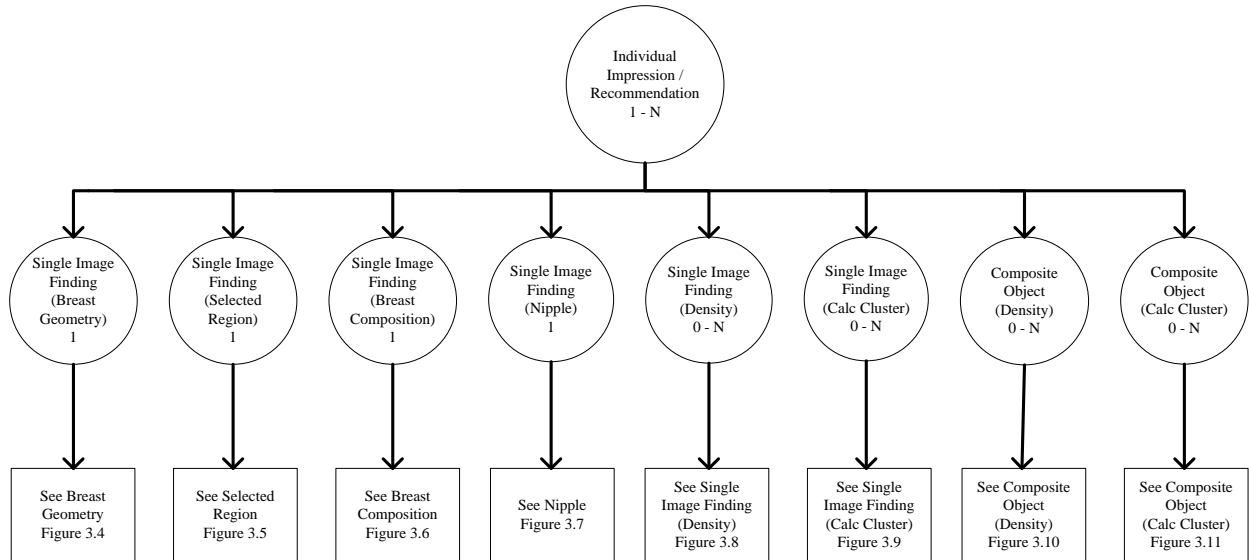 Individual
Impression /
Recommendation
1 - N
Single Image
Finding
(Breast
Geometry)
1
Single Image
Finding
(Selected
Region)
1
Single Image
Finding
(Breast
Composition)
1
Single Image
Finding
(Nipple)
1
Single Image
Finding
(Density)
0 - N
Single Image
Finding
(Calc Cluster)
0 - N
Composite
Object
(Density)
0 - N
Composite
Object
(Calc Cluster)
0 - N
See Breast
Geometry
Figure 3.4
See Selected
Region
Figure 3.5
See Breast
Composition
Figure 3.6
See Nipple
Figure 3.7
See Single
Image Finding
(Density)
Figure 3.8
See Single
Image Finding
(Calc Cluster)
Figure 3.9
See Composite
Object
(Density)
Figure 3.10
See Composite
Object
(Calc Cluster)
Figure 3.11